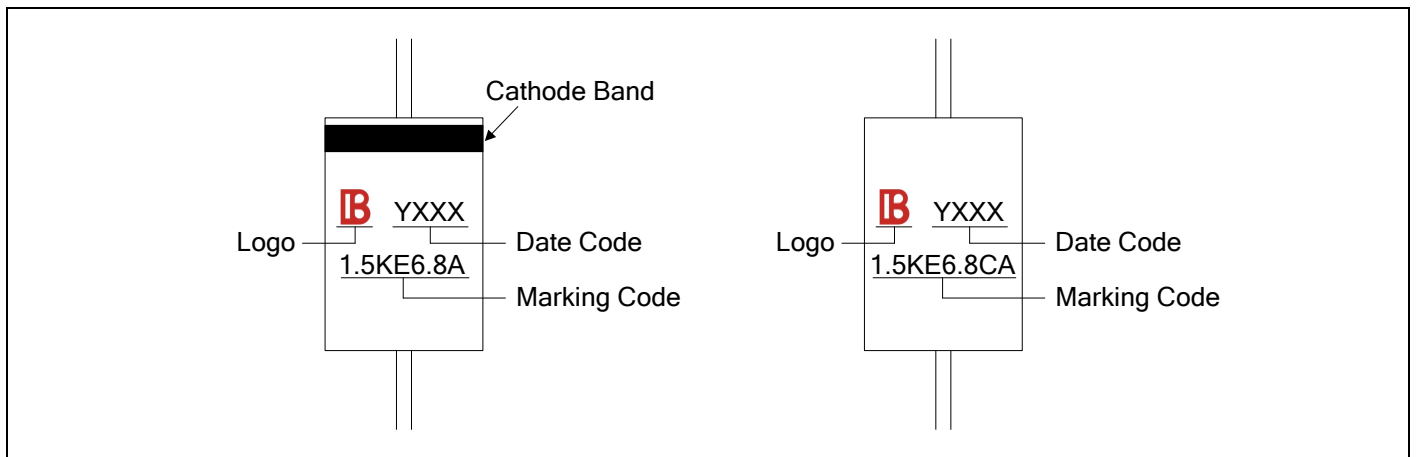 Cathode Band
B YXXX
Logo
Date Code
1.5KE6.8A
Marking Code
B YXXX
Logo
Date Code
1.5KE6.8CA
Marking Code